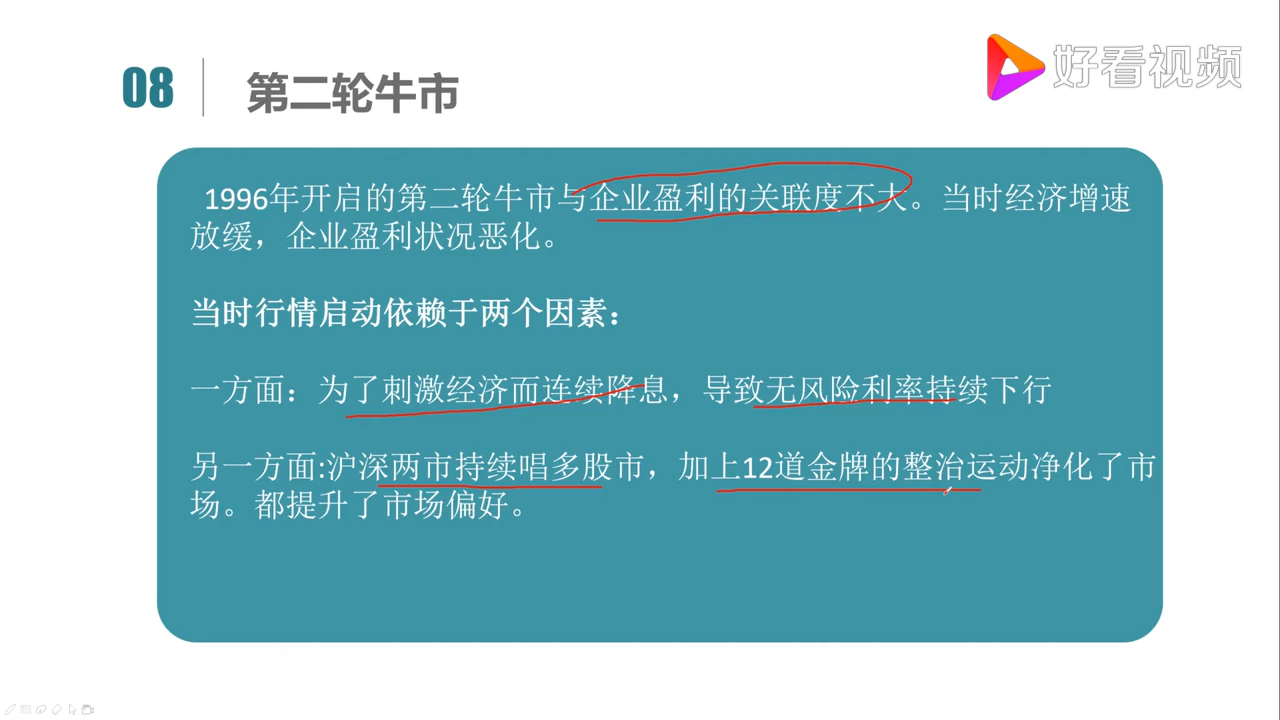 08
第二轮牛市
好看视频
1996年开启的第二轮牛市与企业盈利的关联度不大。当时经济增速
放缓，企业盈利状况恶化。
当时行情启动依赖于两个因素：
一方面：为了刺激经济而连续降息，导致无风险利率持续下行
另一方面:沪深两市持续唱多股市，加上12道金牌的整治运动净化了市
场。都提升了市场偏好。